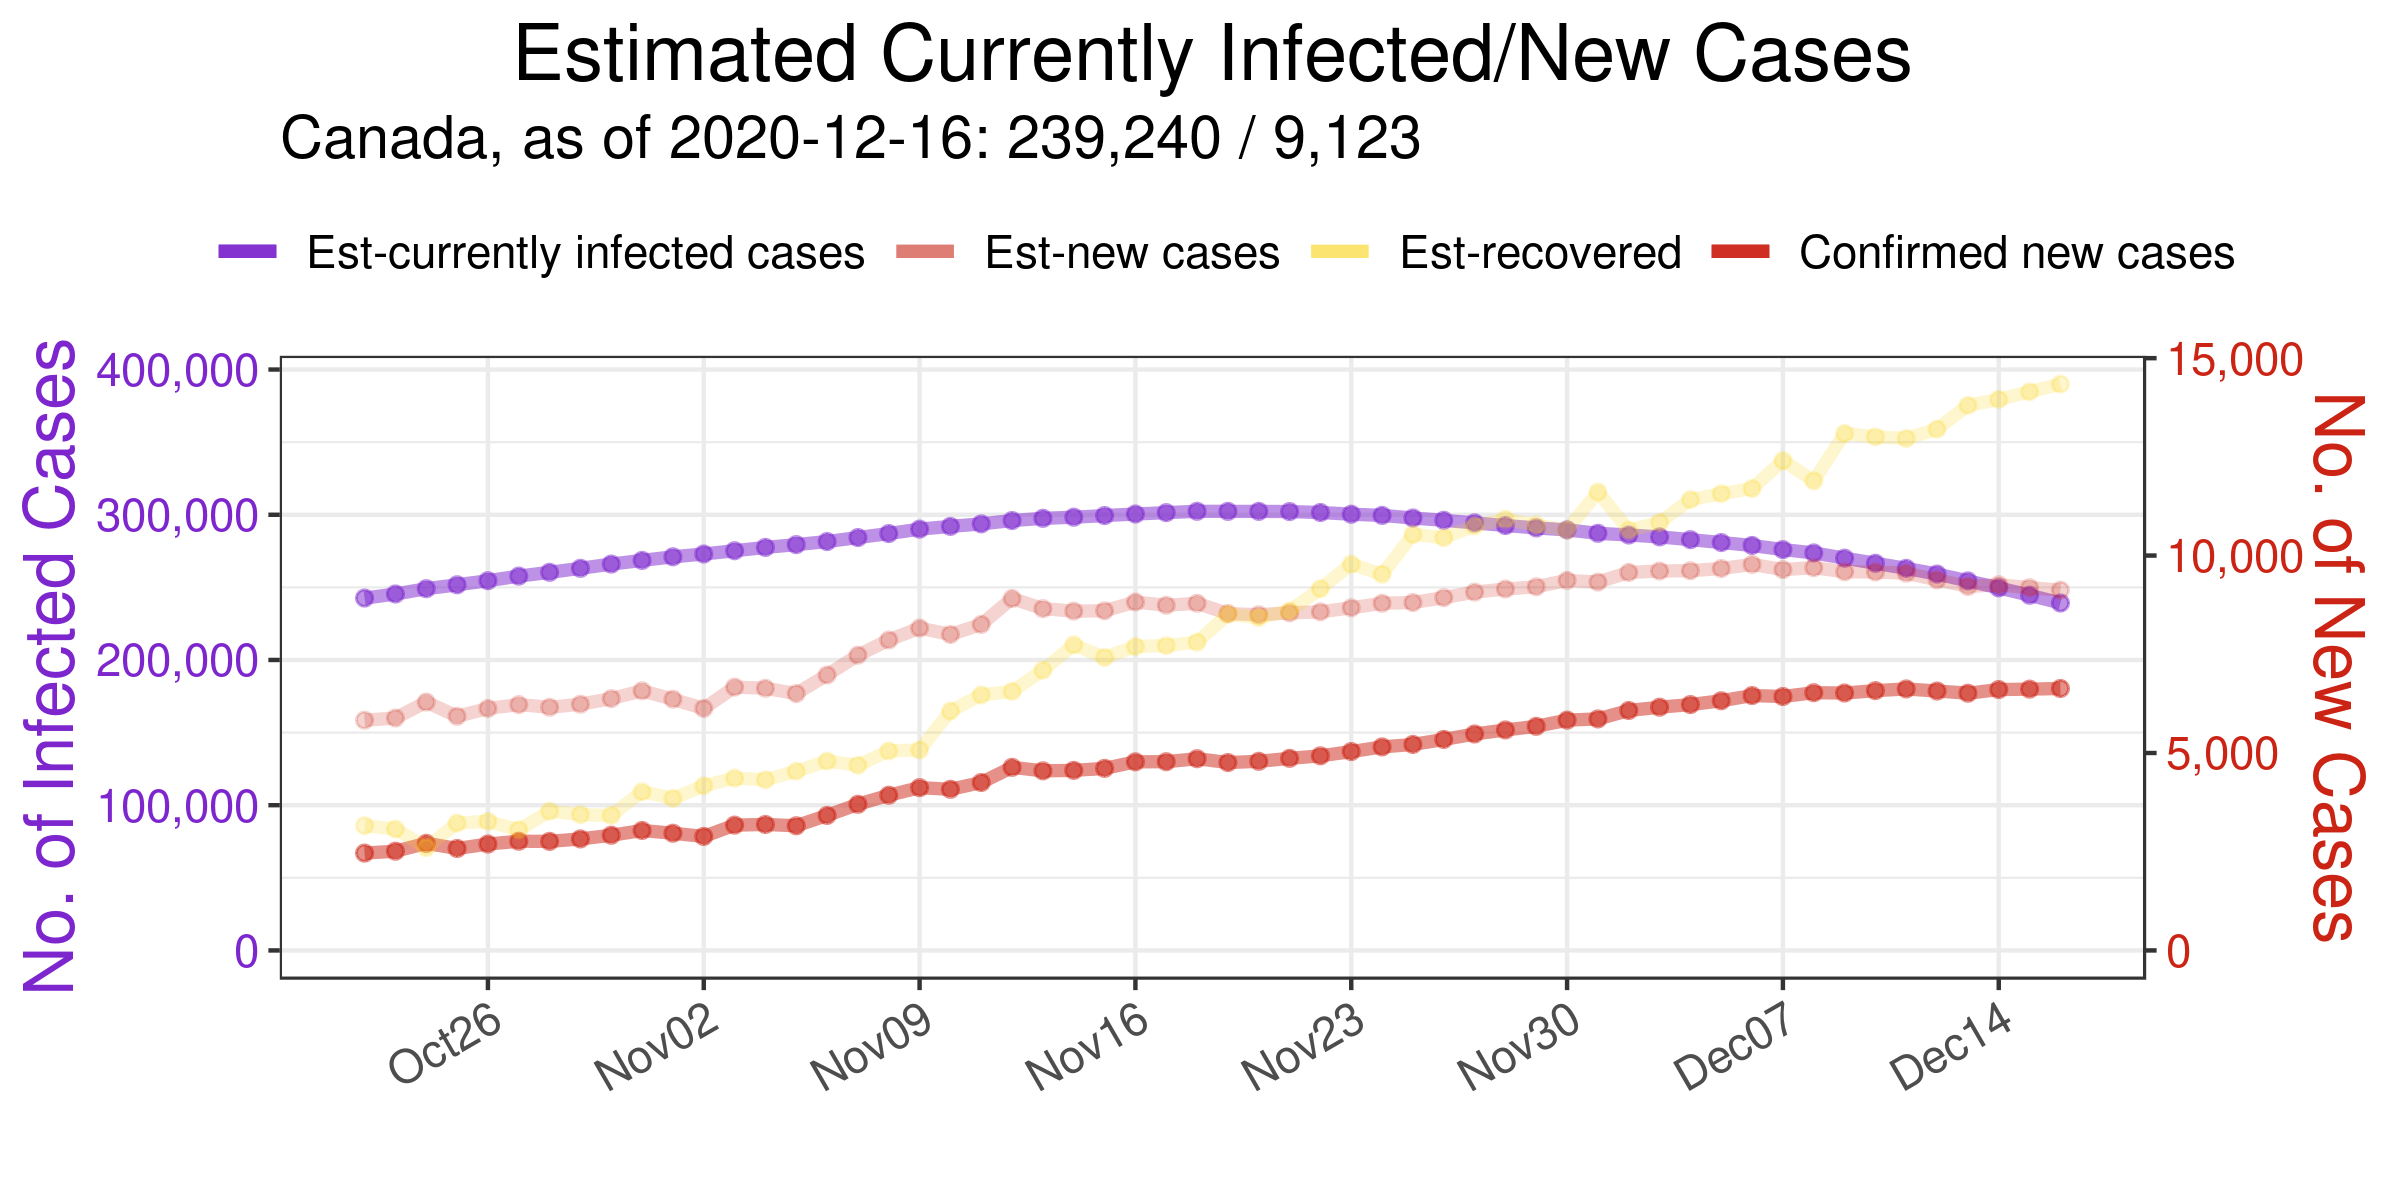 Estimated Currently Infected/New Cases
Canada, as of 2020-12-16: 239,240 / 9,123
Est-currently infected cases Est-new cases Est-recovered Confirmed new cases
No. of Infected Cases
400,000
300,000
200,000
100,000
0
15,000
10,000
5,000
0
No. of New Cases
Oct26 Nov02 Nov09 Nov16 Nov23 Nov30 Dec07 Dec14